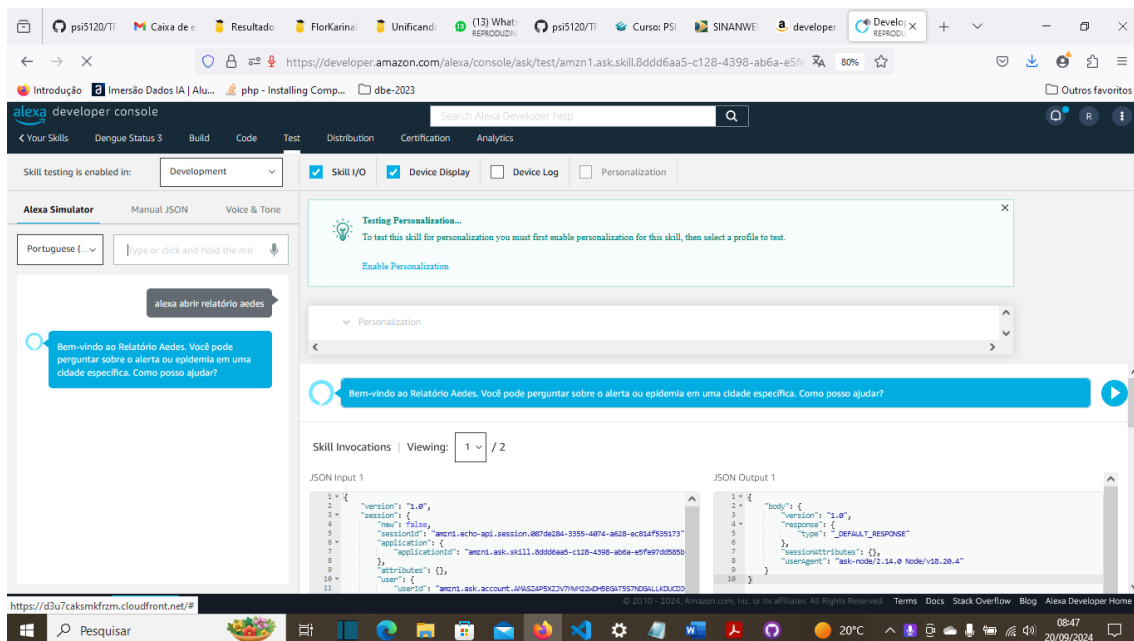 psi5120/TF
Caixa de e
Resultado
FlorKarina
Unificando
(13) What
REPRODUZIN
psi5120/TF
Curso: PSI
SINANWE
developer.
Develop
REPRODU
https://developer.amazon.com/alexa/console/ask/test/amzn1.ask.skill.8ddd6aa5-c128-4398-ab6a-e5fe
80%
Introdução
Imersão Dados IA | Alu...
php - Installing Comp...
dbe-2023
Outros favoritos
alexa developer console
Search Alexa Developer help
R
Your Skills Dengue Status 3 Build Code Test Distribution Certification Analytics
Skill testing is enabled in: Development
Skill I/O Device Display Device Log Personalization
Alexa Simulator Manual JSON Voice & Tone
Portuguese (...
Type or click and hold the mic
alexa abrir relatório aedes
Bem-vindo ao Relatório Aedes. Você pode
perguntar sobre o alerta ou epidemia em uma
cidade específica. Como posso ajudar?
Testing Personalization...
To test this skill for personalization you must first enable personalization for this skill, then select a profile to test.
Enable Personalization
Personalization
Bem-vindo ao Relatório Aedes. Você pode perguntar sobre o alerta ou epidemia em uma cidade específica. Como posso ajudar?
Skill Invocations | Viewing: 1 / 2
JSON Input 1
1 {
2 "version": "1.0",
3 "session": {
4 "new": false,
5 "sessionId": "amzn1.echo-api.session.087de284-3355-4074-a628-ec814f535173"
6 "application": {
7 "applicationId": "amzn1.ask.skill.8ddd6aa5-c128-4398-ab6a-e5fe97dd585b
8 },
9 "attributes": {},
10 "user": {
11 "userId":
JSON Output 1
1 {
2 "body": {
3 "version": "1.0",
4 "response": {
5 "type": "_DEFAULT_RESPONSE"
6 },
7 "sessionAttributes": {},
8 "userAgent": "ask-node/2.14.0 Node/v18.20.4"
9 }
10 }
https://d3u7caksmkfrzm.cloudfront.net/#
© 2010 - 2024, Amazon.com, Inc. or its affiliates. All Rights Reserved. Terms Docs Stack Overflow Blog Alexa Developer Home
Pesquisar
20°C
08:47
20/09/2024